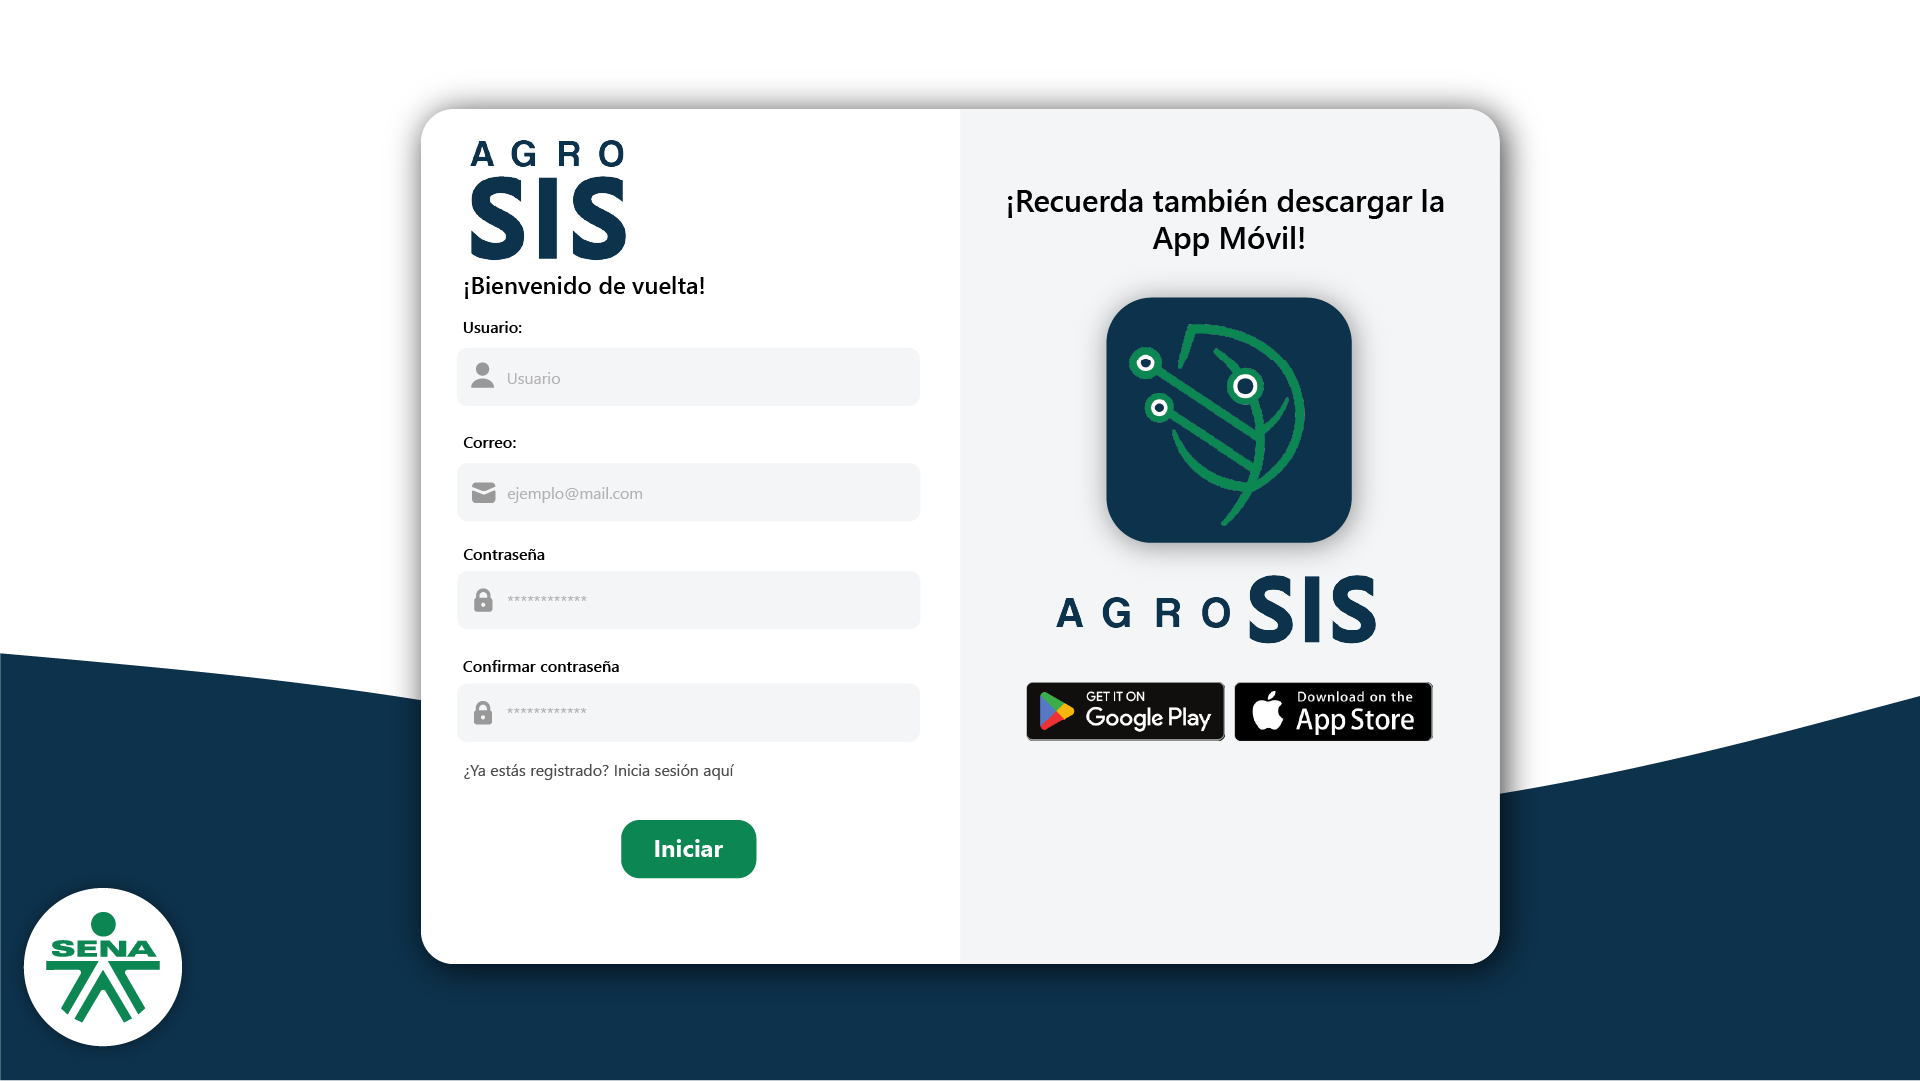 A G R O
SIS
¡Bienvenido de vuelta!
Usuario:
Usuario
Correo:
ejemplo@mail.com
Contraseña
************
Confirmar contraseña
************
¿Ya estás registrado? Inicia sesión aquí
Iniciar
¡Recuerda también descargar la
App Móvil!
A G R O SIS
GET IT ON
Google Play
Download on the
App Store
SENA